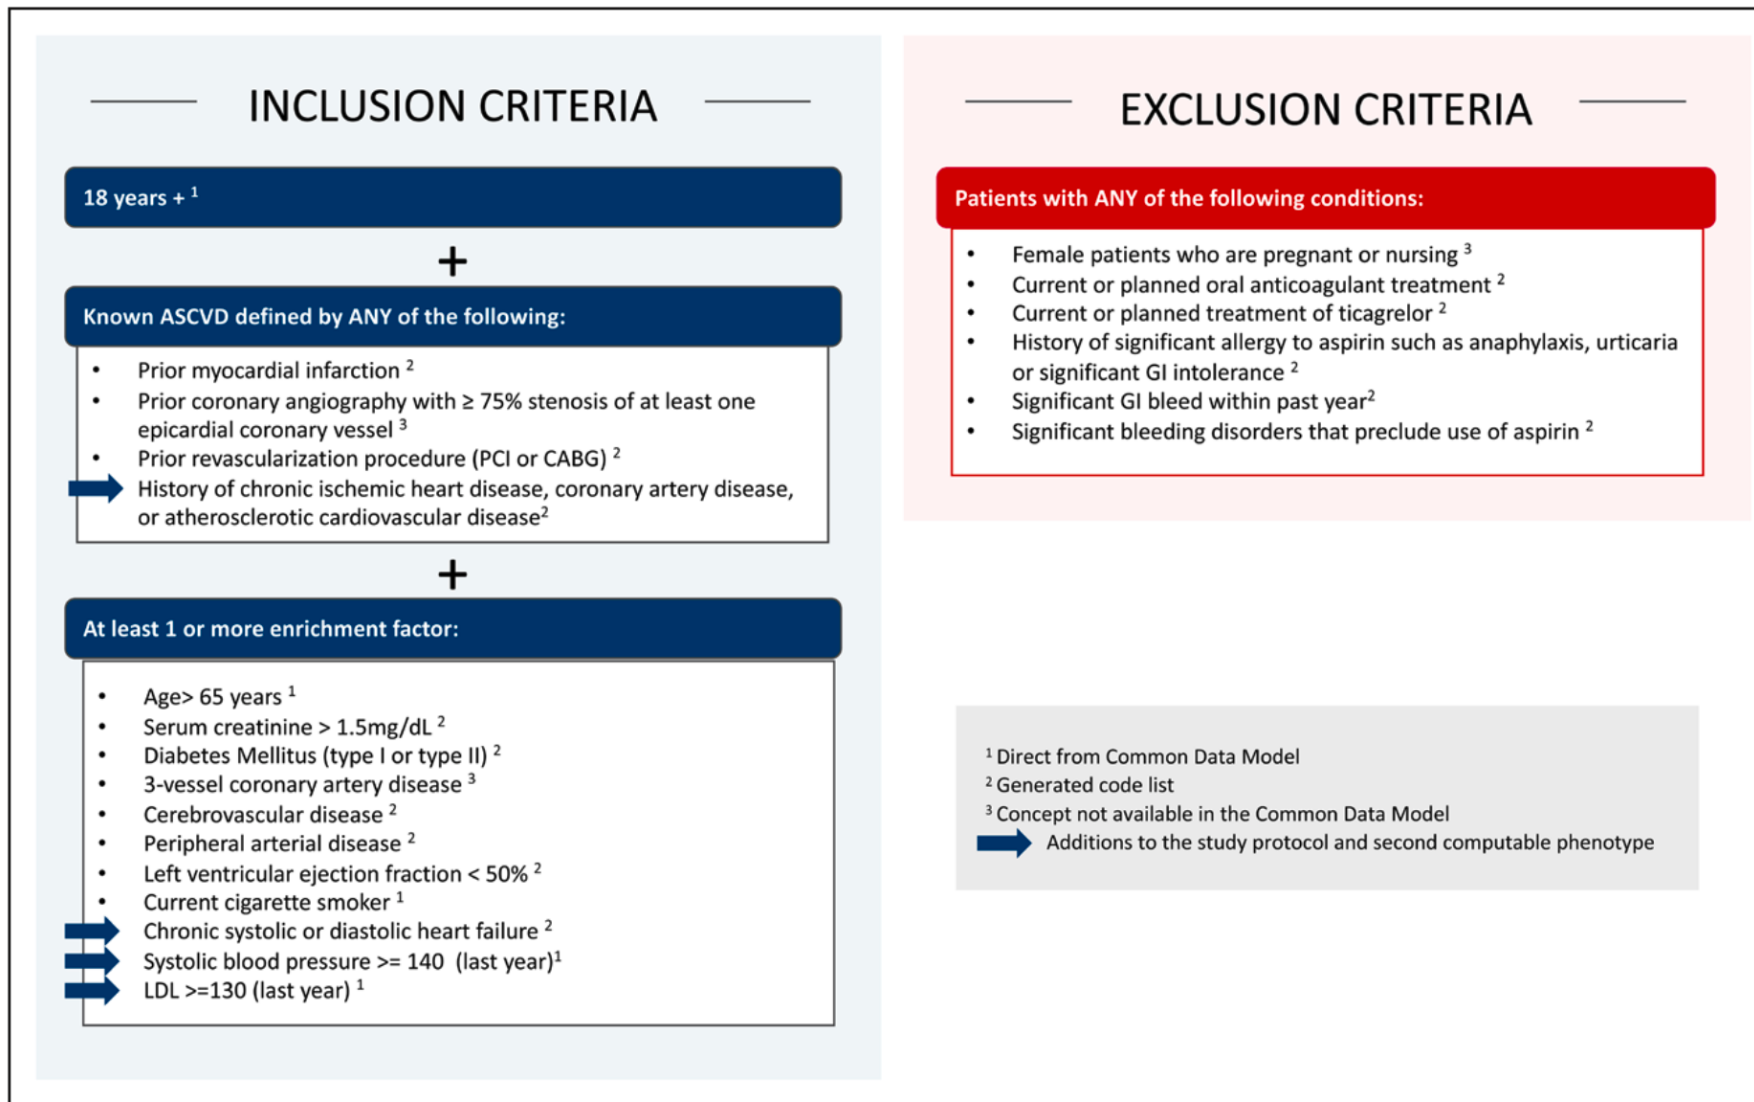 INCLUSION CRITERIA
18 years + ¹
+
Known ASCVD defined by ANY of the following:
• Prior myocardial infarction ²
• Prior coronary angiography with ≥ 75% stenosis of at least one
epicardial coronary vessel ³
• Prior revascularization procedure (PCI or CABG) ²
History of chronic ischemic heart disease, coronary artery disease,
or atherosclerotic cardiovascular disease²
+
At least 1 or more enrichment factor:
• Age> 65 years ¹
• Serum creatinine > 1.5mg/dL ²
• Diabetes Mellitus (type I or type II) ²
• 3-vessel coronary artery disease ³
• Cerebrovascular disease ²
• Peripheral arterial disease ²
• Left ventricular ejection fraction < 50% ²
• Current cigarette smoker ¹
Chronic systolic or diastolic heart failure ²
Systolic blood pressure >= 140 (last year)¹
LDL >=130 (last year) ¹
EXCLUSION CRITERIA
Patients with ANY of the following conditions:
• Female patients who are pregnant or nursing ³
• Current or planned oral anticoagulant treatment ²
• Current or planned treatment of ticagrelor ²
• History of significant allergy to aspirin such as anaphylaxis, urticaria
or significant GI intolerance ²
• Significant GI bleed within past year²
• Significant bleeding disorders that preclude use of aspirin ²
¹ Direct from Common Data Model
² Generated code list
³ Concept not available in the Common Data Model
Additions to the study protocol and second computable phenotype